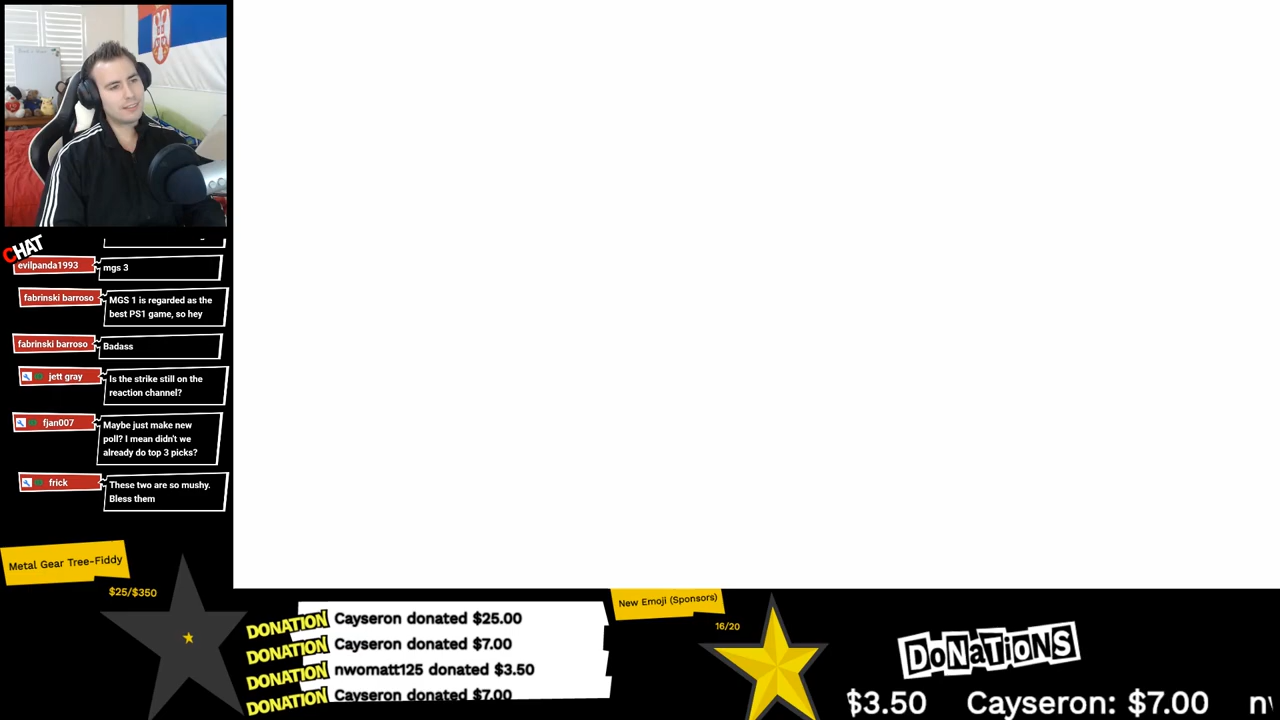 CHAT
evilpanda1993
mgs 3
fabrinski barroso
MGS 1 is regarded as the
best PS1 game, so hey
fabrinski barroso
Badass
jett gray
Is the strike still on the
reaction channel?
fjan007
Maybe just make new
poll? I mean didn't we
already do top 3 picks?
frick
These two are so mushy.
Bless them
Metal Gear Tree-Fiddy
$25/$350
DONATION Cayseron donated $25.00
DONATION Cayseron donated $7.00
DONATION nwomatt125 donated $3.50
DONATION Cayseron donated $7.00
New Emoji (Sponsors)
16/20
DoNaTiONS
$3.50 Cayseron: $7.00